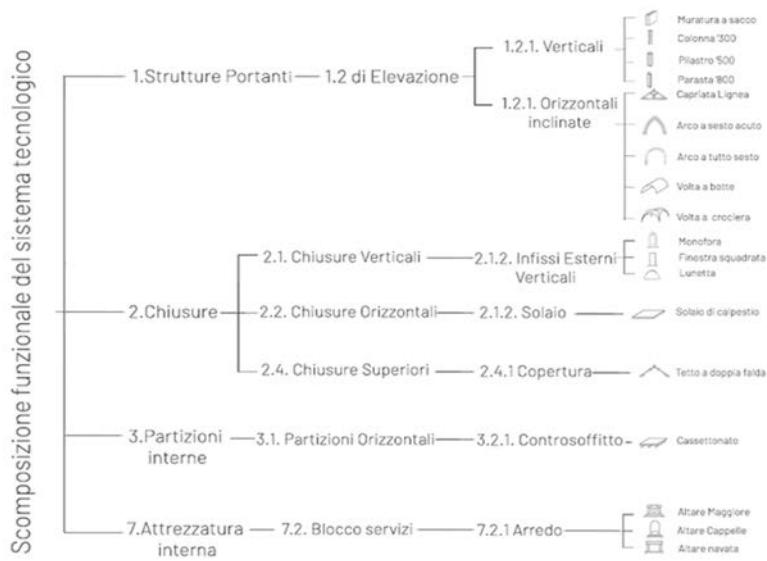 Scomposizione funzionale del sistema tecnologico
1.Strutture Portanti
1.2 di Elevazione
1.2.1. Verticali
Muratura a sacco
Colonna '300
Pilastro '500
Parasta '800
1.2.1. Orizzontali
inclinate
Capriata Lignea
Arco a sesto acuto
Arco a tutto sesto
Volta a botte
Volta a crociera
2.Chiusure
2.1. Chiusure Verticali
2.1.2. Infissi Esterni
Verticali
Monofora
Finestra squadrata
Lunetta
2.2. Chiusure Orizzontali
2.1.2. Solaio
Solaio di calpestio
2.4. Chiusure Superiori
2.4.1 Copertura
Tetto a doppia falda
3.Partizioni
interne
3.1. Partizioni Orizzontali
3.2.1. Controsoffitto
Cassettonato
7.Attrezzatura
interna
7.2. Blocco servizi
7.2.1 Arredo
Altare Maggiore
Altare Cappelle
Altare navata